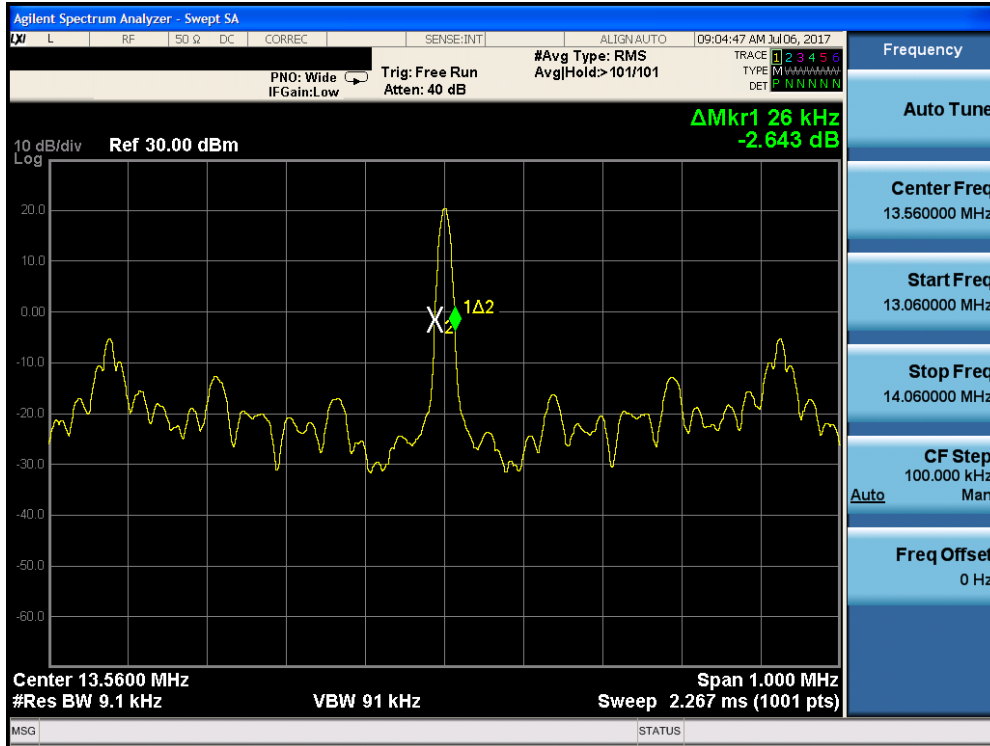 Agilent Spectrum Analyzer - Swept SA
LXI L RF 50 Ω DC CORREC SENSE:INT ALIGN AUTO 09:04:47 AM Jul 06, 2017
Frequency
PNO: Wide Trig: Free Run #Avg Type: RMS TRACE 1 2 3 4 5 6
IFGain:Low Atten: 40 dB Avg|Hold:>101/101 TYPE M W W W W W
DET P N N N N N
Auto Tune
ΔMkr1 26 kHz
-2.643 dB
10 dB/div Ref 30.00 dBm
Log
20.0
10.0
0.00
-10.0
-20.0
-30.0
-40.0
-50.0
-60.0
X 2 1Δ2
Center Freq
13.560000 MHz
Start Freq
13.060000 MHz
Stop Freq
14.060000 MHz
CF Step
100.000 kHz
Auto Man
Freq Offset
0 Hz
Center 13.5600 MHz Span 1.000 MHz
#Res BW 9.1 kHz VBW 91 kHz Sweep 2.267 ms (1001 pts)
MSG STATUS